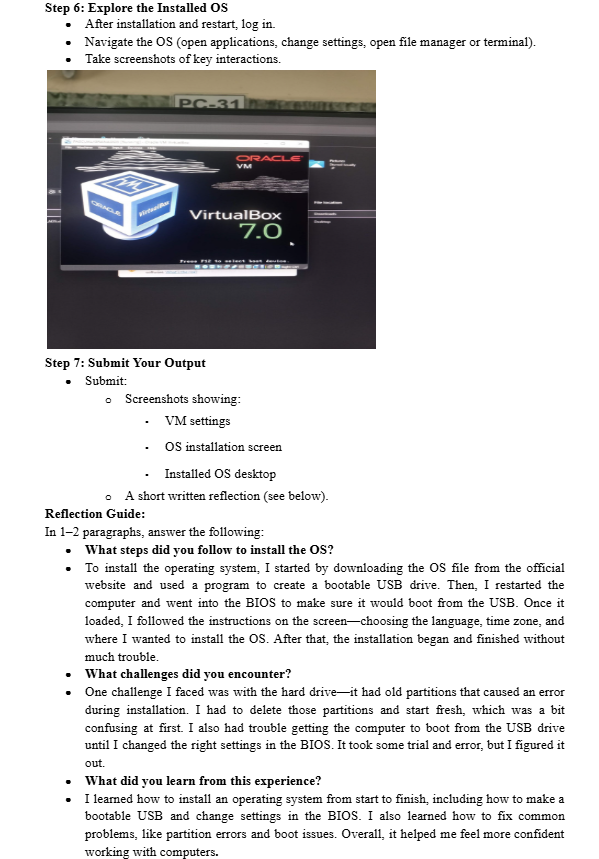 Step 6: Explore the Installed OS
• After installation and restart, log in.
• Navigate the OS (open applications, change settings, open file manager or terminal).
• Take screenshots of key interactions.
PC-31
ORACLE
VM
ORACLE
VirtualBox
VirtualBox
7.0
Press F12 to select boot device.
Step 7: Submit Your Output
• Submit:
o Screenshots showing:
▪ VM settings
▪ OS installation screen
▪ Installed OS desktop
o A short written reflection (see below).
Reflection Guide:
In 1–2 paragraphs, answer the following:
• What steps did you follow to install the OS?
• To install the operating system, I started by downloading the OS file from the official
website and used a program to create a bootable USB drive. Then, I restarted the
computer and went into the BIOS to make sure it would boot from the USB. Once it
loaded, I followed the instructions on the screen—choosing the language, time zone, and
where I wanted to install the OS. After that, the installation began and finished without
much trouble.
• What challenges did you encounter?
• One challenge I faced was with the hard drive—it had old partitions that caused an error
during installation. I had to delete those partitions and start fresh, which was a bit
confusing at first. I also had trouble getting the computer to boot from the USB drive
until I changed the right settings in the BIOS. It took some trial and error, but I figured it
out.
• What did you learn from this experience?
• I learned how to install an operating system from start to finish, including how to make a
bootable USB and change settings in the BIOS. I also learned how to fix common
problems, like partition errors and boot issues. Overall, it helped me feel more confident
working with computers.